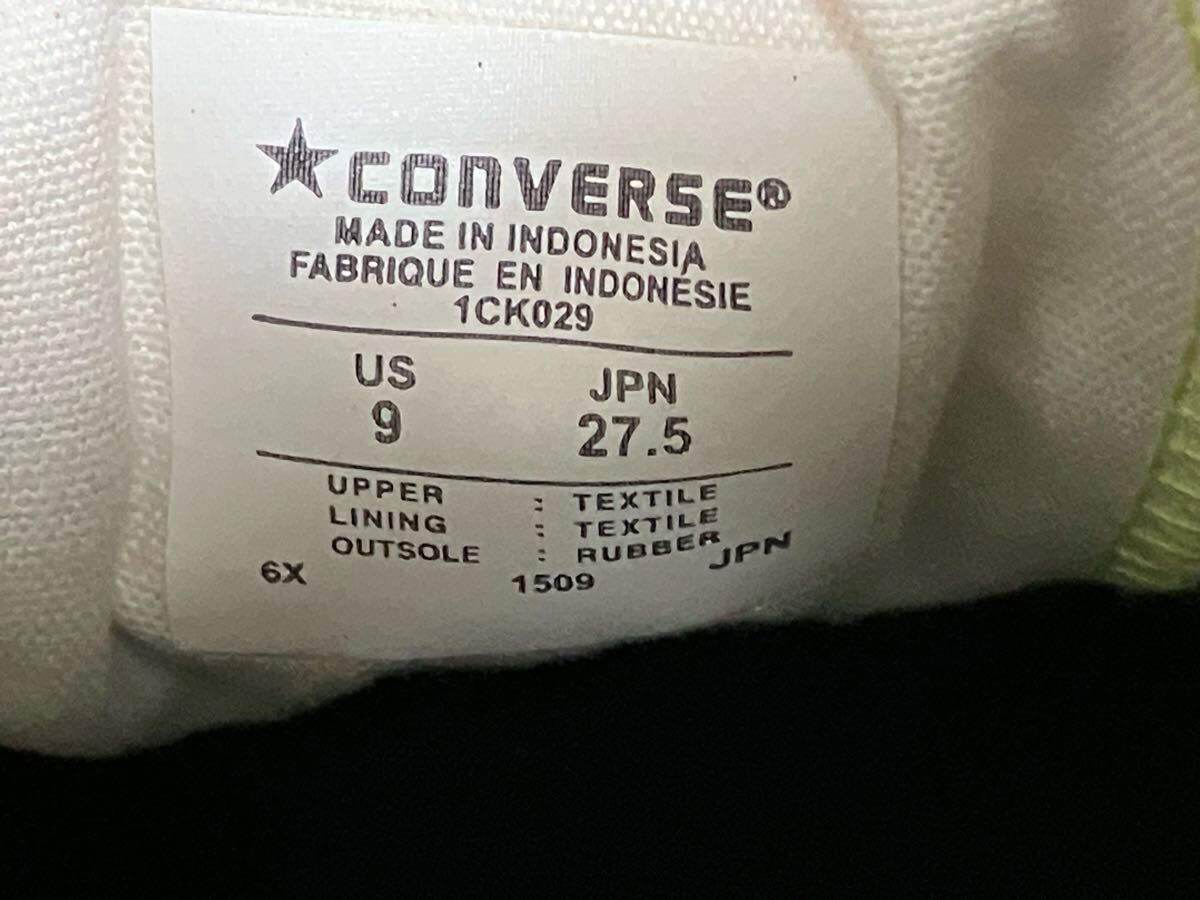 ★CONVERSE®
MADE IN INDONESIA
FABRIQUE EN INDONESIE
1CK029
US JPN
9 27.5
UPPER : TEXTILE
LINING : TEXTILE
OUTSOLE : RUBBER
6X 1509 JPN